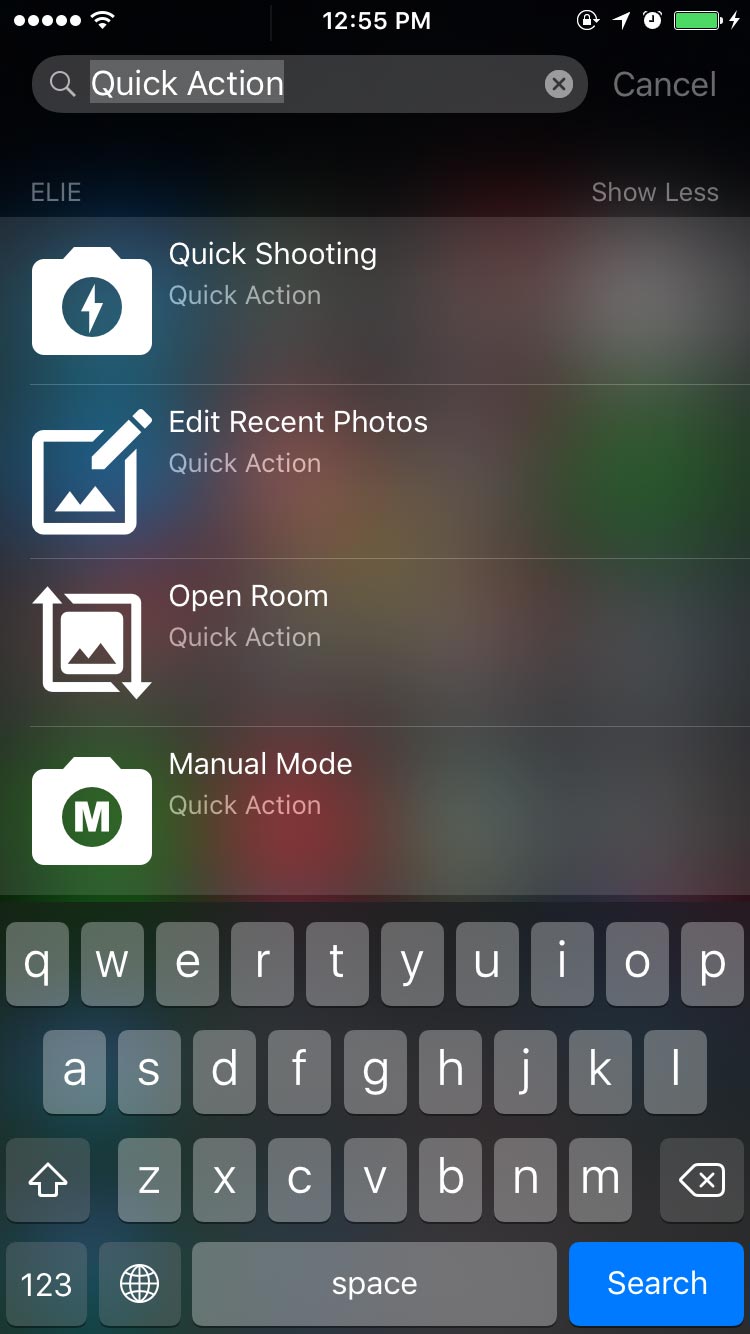 12:55 PM
Quick Action
Cancel
ELIE
Show Less
Quick Shooting
Quick Action
Edit Recent Photos
Quick Action
Open Room
Quick Action
M
Manual Mode
Quick Action
q w e r t y u i o p
a s d f g h j k l
z x c v b n m
123 space Search